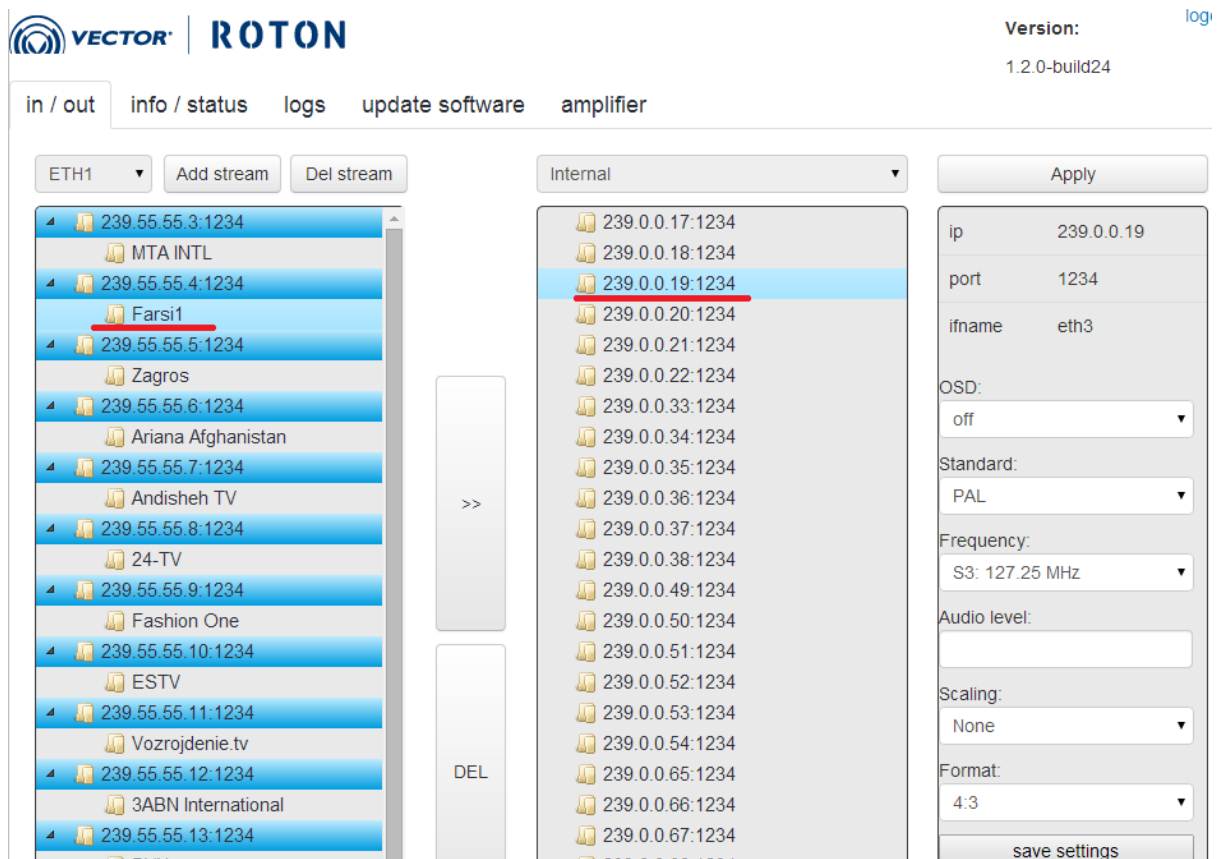 VECTOR ROTON
Version:
1.2.0-build24
in / out info / status logs update software amplifier
ETH1 Add stream Del stream
239.55.55.3:1234
MTA INTL
239.55.55.4:1234
Farsi1
239.55.55.5:1234
Zagros
239.55.55.6:1234
Ariana Afghanistan
239.55.55.7:1234
Andisheh TV
239.55.55.8:1234
24-TV
239.55.55.9:1234
Fashion One
239.55.55.10:1234
ESTV
239.55.55.11:1234
Vozrojdenie.tv
239.55.55.12:1234
3ABN International
239.55.55.13:1234
>>
DEL
Internal
239.0.0.17:1234
239.0.0.18:1234
239.0.0.19:1234
239.0.0.20:1234
239.0.0.21:1234
239.0.0.22:1234
239.0.0.33:1234
239.0.0.34:1234
239.0.0.35:1234
239.0.0.36:1234
239.0.0.37:1234
239.0.0.38:1234
239.0.0.49:1234
239.0.0.50:1234
239.0.0.51:1234
239.0.0.52:1234
239.0.0.53:1234
239.0.0.54:1234
239.0.0.65:1234
239.0.0.66:1234
239.0.0.67:1234
Apply
ip 239.0.0.19
port 1234
ifname eth3
OSD:
off
Standard:
PAL
Frequency:
S3: 127.25 MHz
Audio level:
Scaling:
None
Format:
4:3
save settings